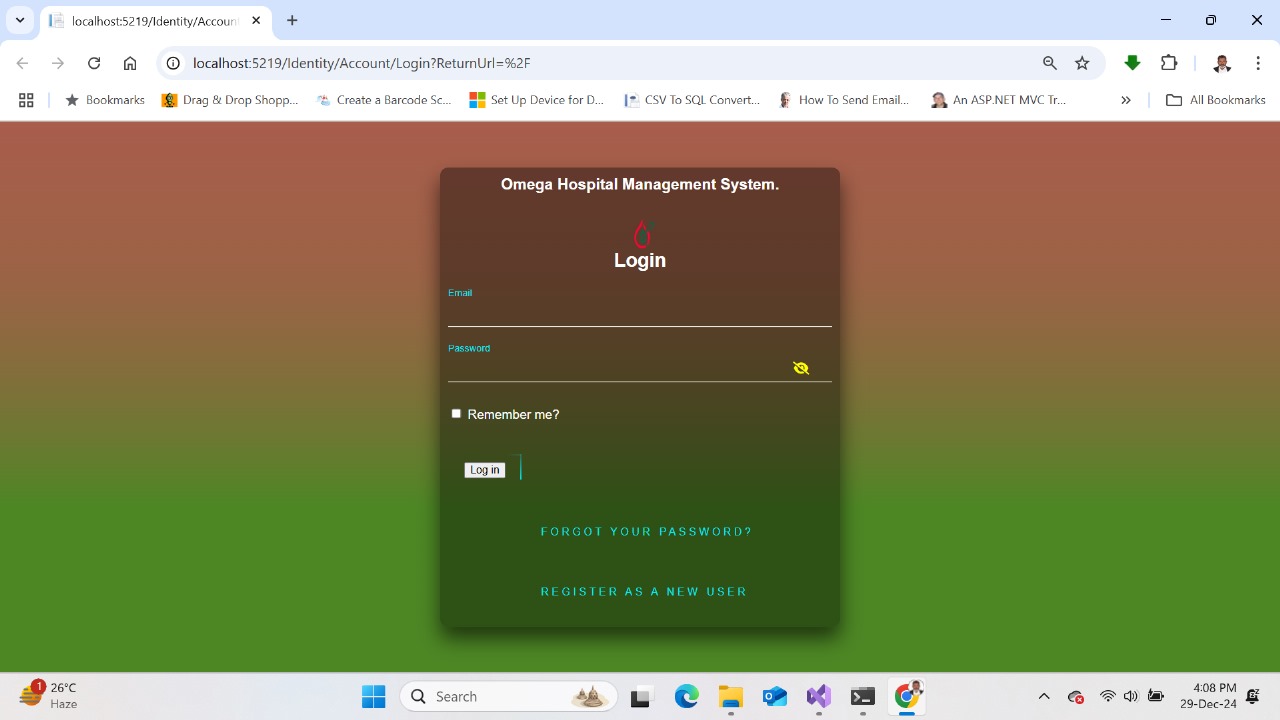 localhost:5219/Identity/Account
localhost:5219/Identity/Account/Login?ReturnUrl=%2F
Bookmarks
Drag & Drop Shopp...
Create a Barcode Sc...
Set Up Device for D...
CSV To SQL Convert...
How To Send Email...
An ASP.NET MVC Tr...
All Bookmarks
Omega Hospital Management System.
Login
Email
Password
Remember me?
Log in
FORGOT YOUR PASSWORD?
REGISTER AS A NEW USER
1
26°C
Haze
Search
4:08 PM
29-Dec-24